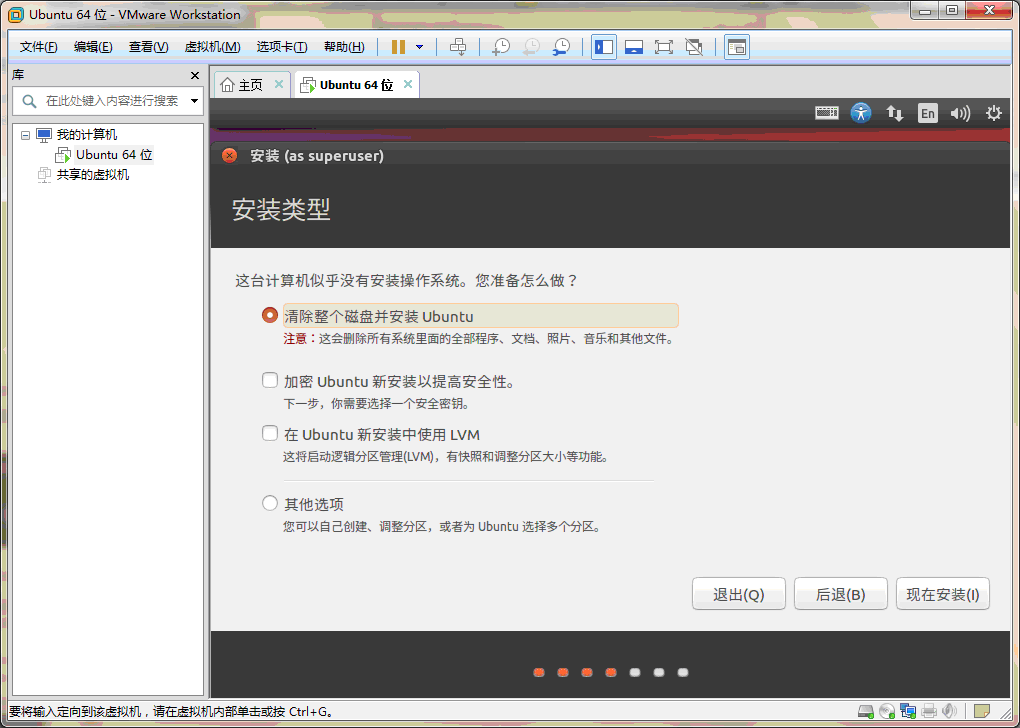 Ubuntu 64 位 - VMware Workstation
文件(F) 编辑(E) 查看(V) 虚拟机(M) 选项卡(T) 帮助(H)
库
在此处键入内容进行搜索
我的计算机
Ubuntu 64 位
共享的虚拟机
主页 Ubuntu 64 位
En
安装 (as superuser)
安装类型
这台计算机似乎没有安装操作系统。您准备怎么做？
清除整个磁盘并安装 Ubuntu
注意：这会删除所有系统里面的全部程序、文档、照片、音乐和其他文件。
加密 Ubuntu 新安装以提高安全性。
下一步，你需要选择一个安全密钥。
在 Ubuntu 新安装中使用 LVM
这将启动逻辑分区管理(LVM)，有快照和调整分区大小等功能。
其他选项
您可以自己创建、调整分区，或者为 Ubuntu 选择多个分区。
退出(Q) 后退(B) 现在安装(I)
要将输入定向到该虚拟机，请在虚拟机内部单击或按 Ctrl+G。